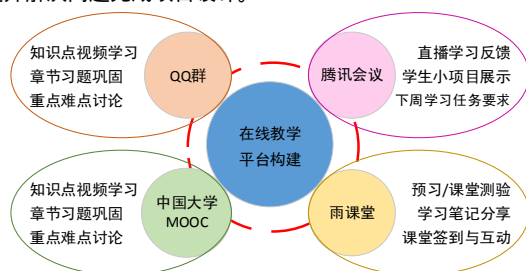 知识点视频学习
章节习题巩固
重点难点讨论
QQ群
腾讯会议
直播学习反馈
学生小项目展示
下周学习任务要求
在线教学
平台构建
知识点视频学习
章节习题巩固
重点难点讨论
中国大学
MOOC
雨课堂
预习/课堂测验
学习笔记分享
课堂签到与互动